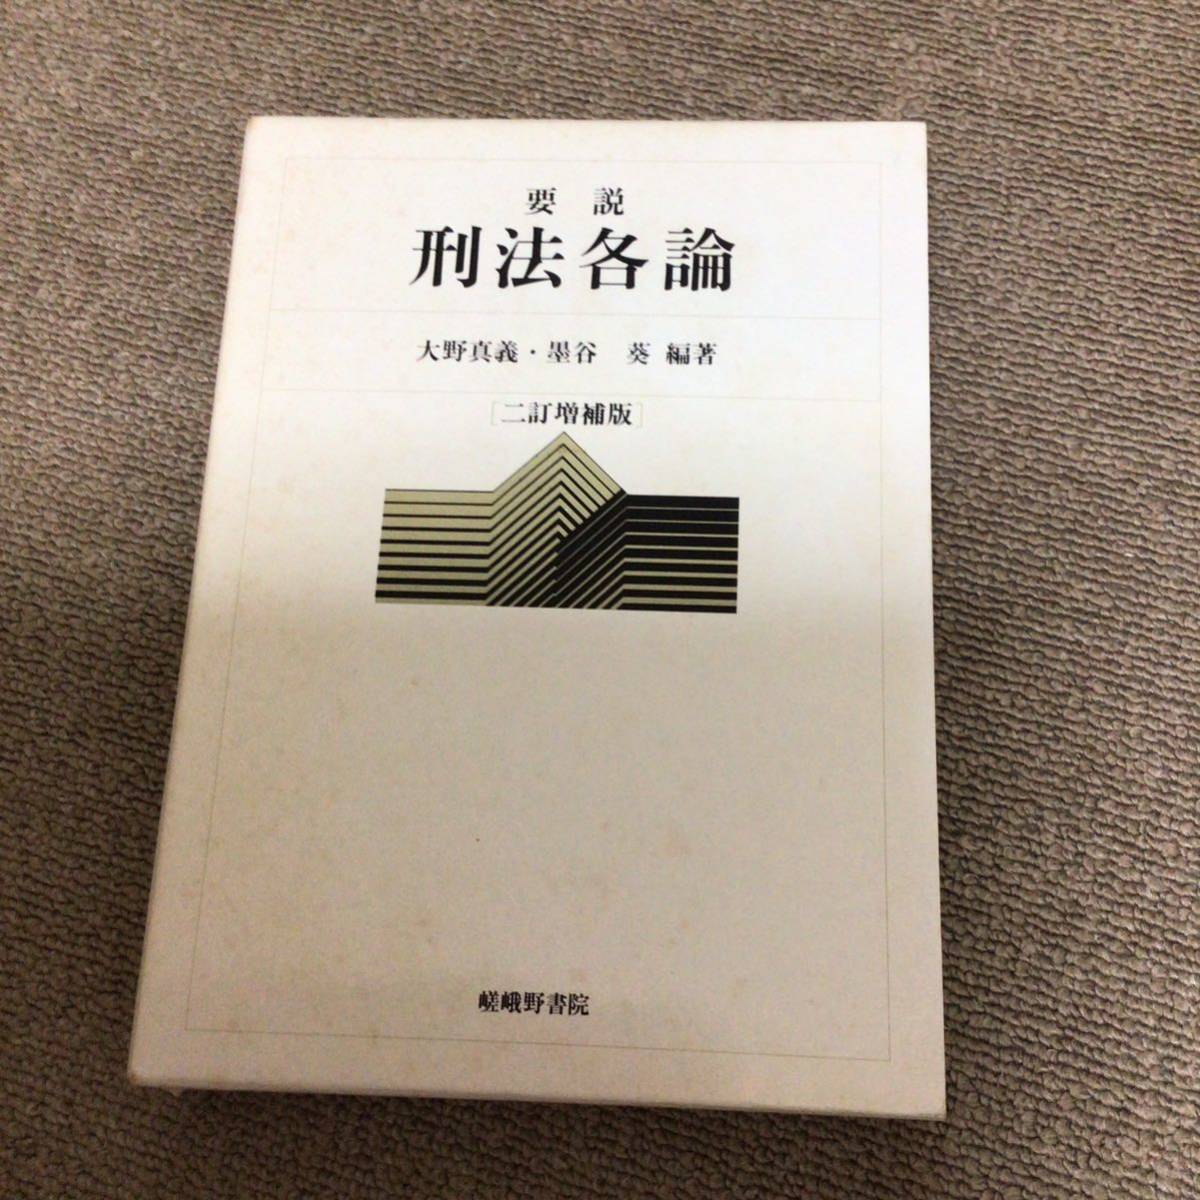 要説
刑法各論
大野真義・墨谷 葵 編著
[二訂増補版]
嵯峨野書院